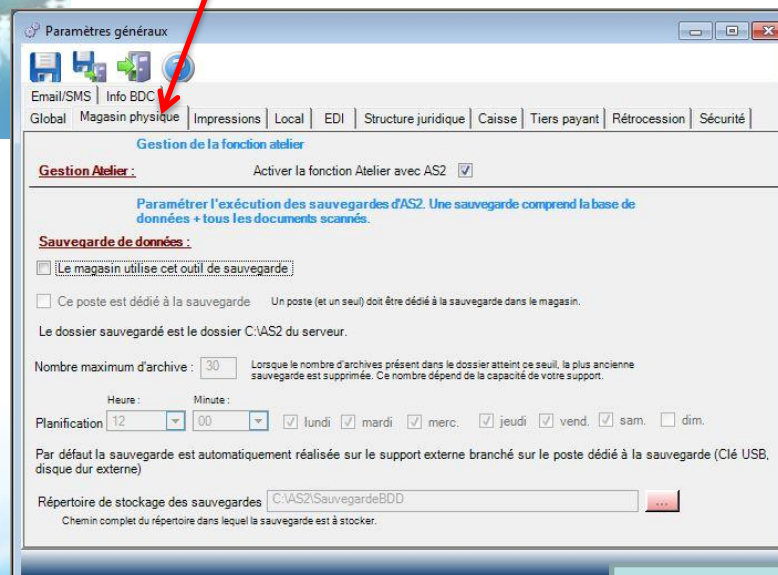 Paramètres généraux
Email/SMS Info BDC
Global Magasin physique Impressions Local EDI Structure juridique Caisse Tiers payant Rétrocession Sécurité
Gestion de la fonction atelier
Gestion Atelier : Activer la fonction Atelier avec AS2
Paramétrer l'exécution des sauvegardes d'AS2. Une sauvegarde comprend la base de
données + tous les documents scannés.
Sauvegarde de données :
Le magasin utilise cet outil de sauvegarde
Ce poste est dédié à la sauvegarde Un poste (et un seul) doit être dédié à la sauvegarde dans le magasin.
Le dossier sauvegardé est le dossier C:\AS2 du serveur.
Nombre maximum d'archive : 30 Lorsque le nombre d'archives présent dans le dossier atteint ce seuil, la plus ancienne
sauvegarde est supprimée. Ce nombre dépend de la capacité de votre support.
Heure : Minute :
Planification 12 00 lundi mardi merc. jeudi vend. sam. dim.
Par défaut la sauvegarde est automatiquement réalisée sur le support externe branché sur le poste dédié à la sauvegarde (Clé USB,
disque dur externe)
Répertoire de stockage des sauvegardes C:\AS2\SauvegardeBDD ...
Chemin complet du répertoire dans lequel la sauvegarde est à stocker.